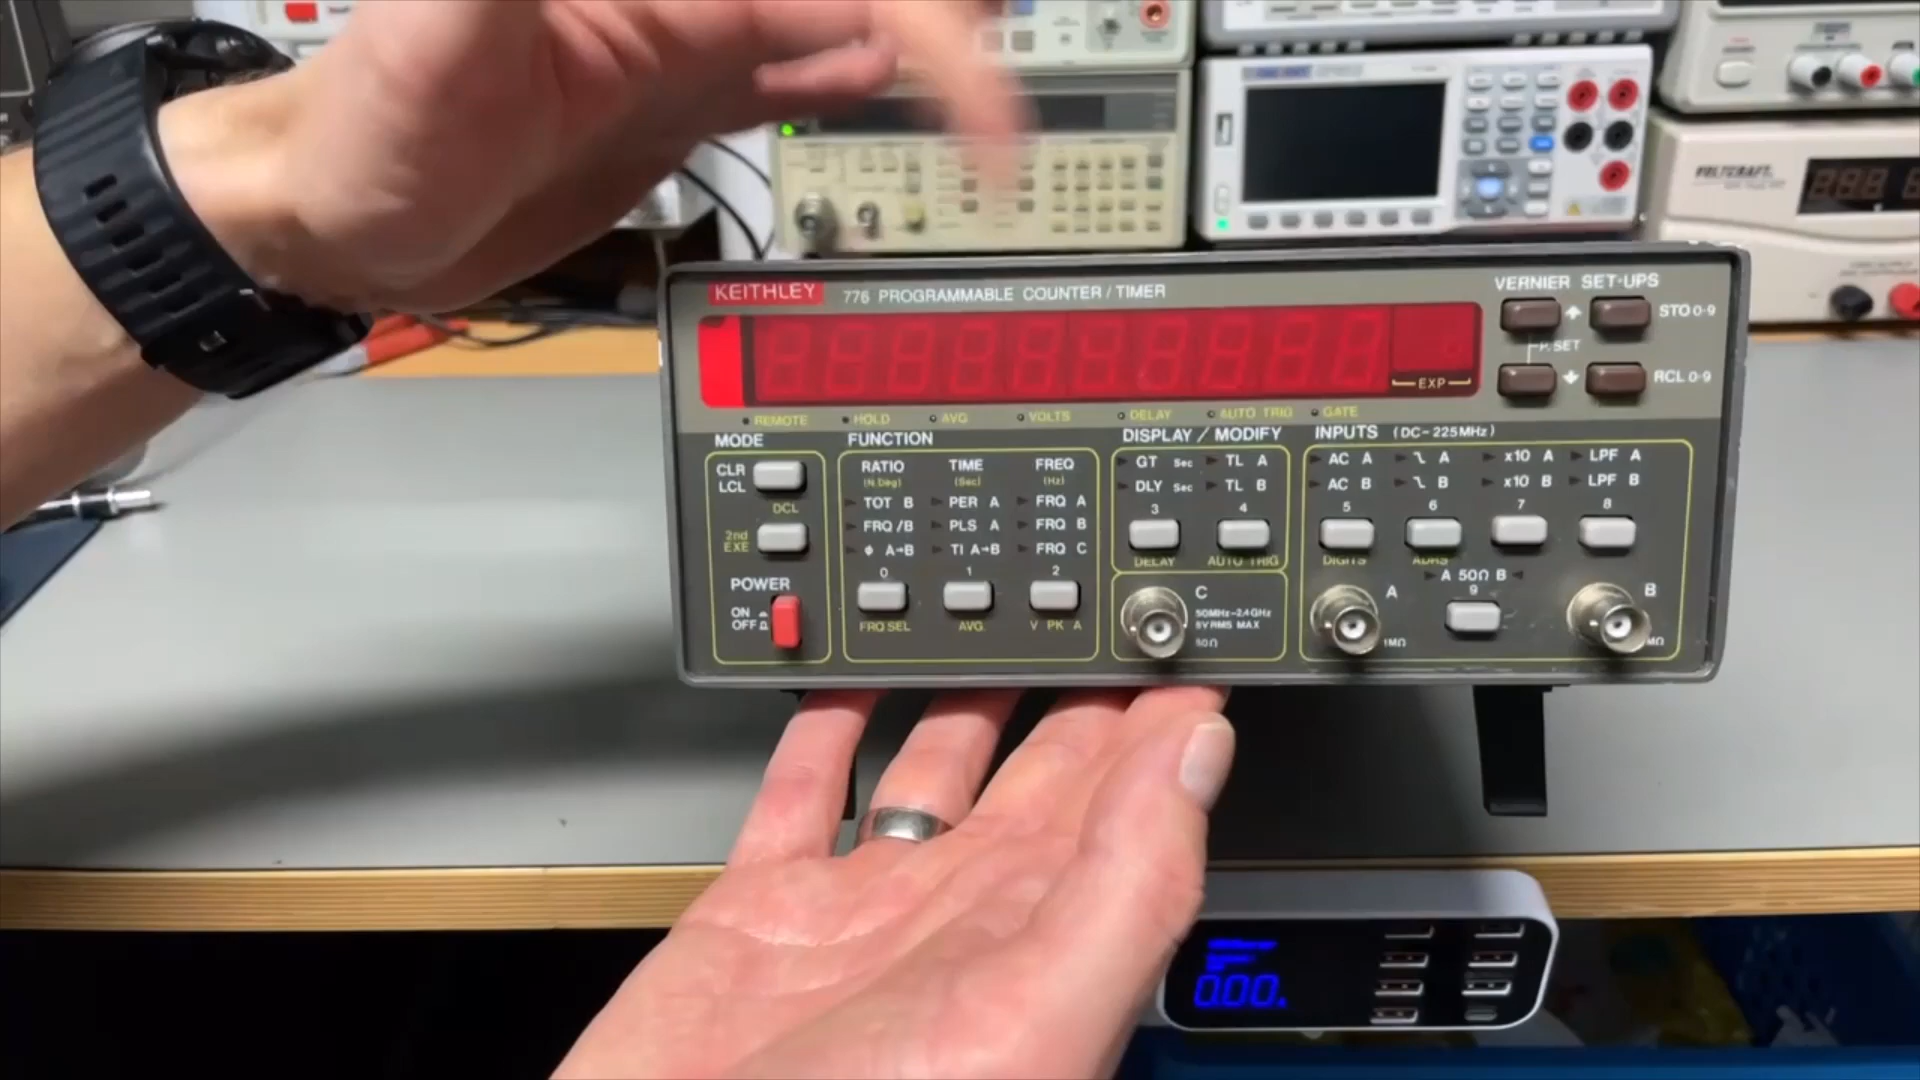 KEITHLEY 776 PROGRAMMABLE COUNTER/TIMER
VERNIER SET-UPS
STO 0-9
P.SET
RCL 0-9
EXP
REMOTE HOLD AVG VOLTS DELAY AUTO TRIG GATE
MODE FUNCTION DISPLAY / MODIFY INPUTS (DC-225MHz)
CLR
LCL
DCL
2nd
EXE
POWER
ON
OFF
RATIO TIME FREQ
(N.Deg) (Sec) (Hz)
TOT B PER A FRQ A
FRQ/B PLS A FRQ B
φ A→B TI A→B FRQ C
0 1 2
FRQ SEL AVG. V PK A
GT Sec TL A
DLY Sec TL B
3 4
DELAY AUTO TRIG
C
50MHz-2.4GHz
5V RMS MAX
50Ω
AC A A x10 A LPF A
AC B B x10 B LPF B
5 6 7 8
DIGITS ADRS
A 50Ω B
9
A
1MΩ
B
MΩ
VOLTCRAFT
0.00